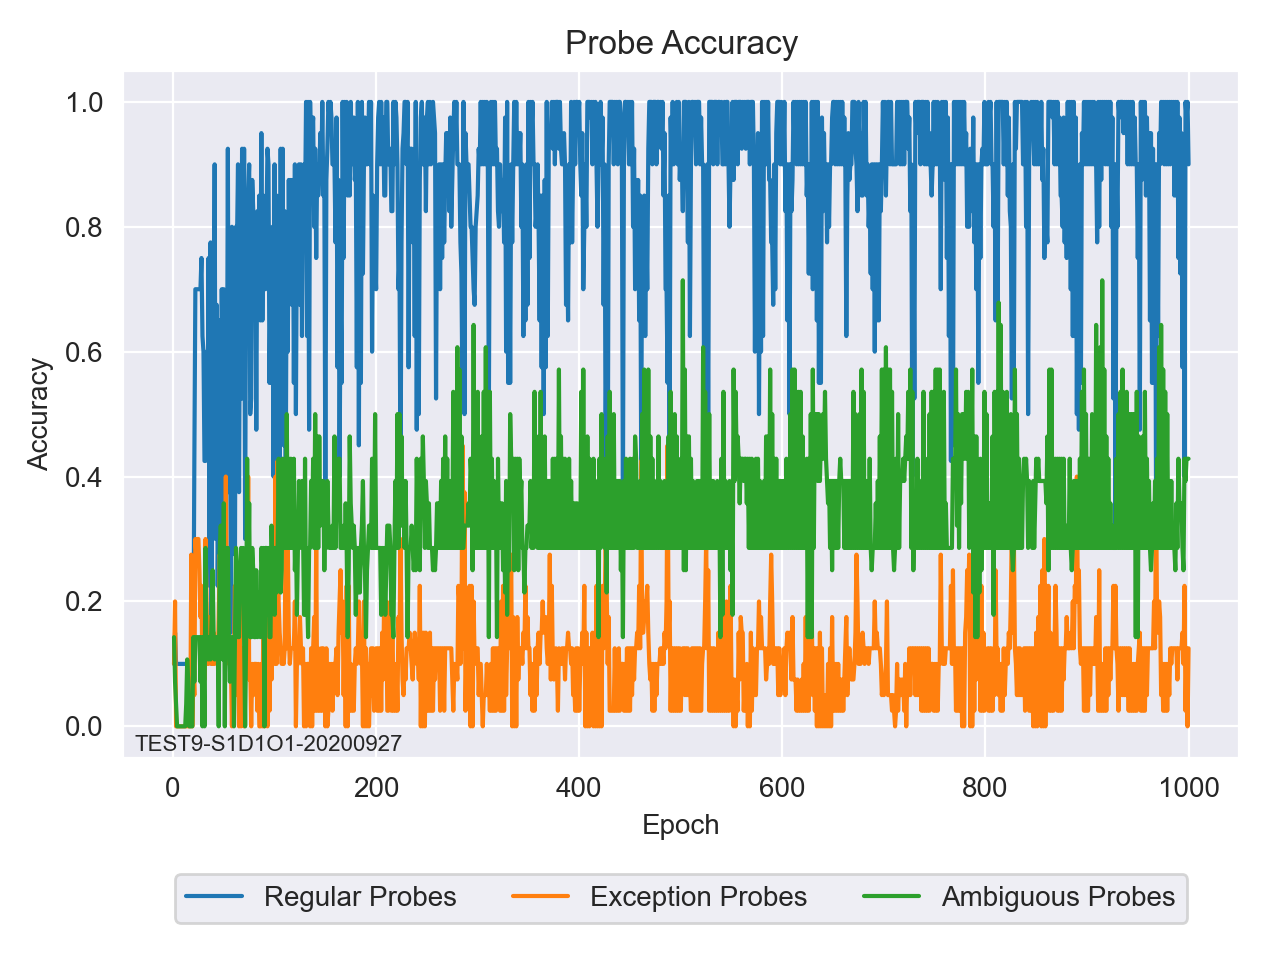 Probe Accuracy
1.0
0.8
0.6
0.4
0.2
0.0
Accuracy
TEST9-S1D1O1-20200927
0 200 400 600 800 1000
Epoch
Regular Probes Exception Probes Ambiguous Probes